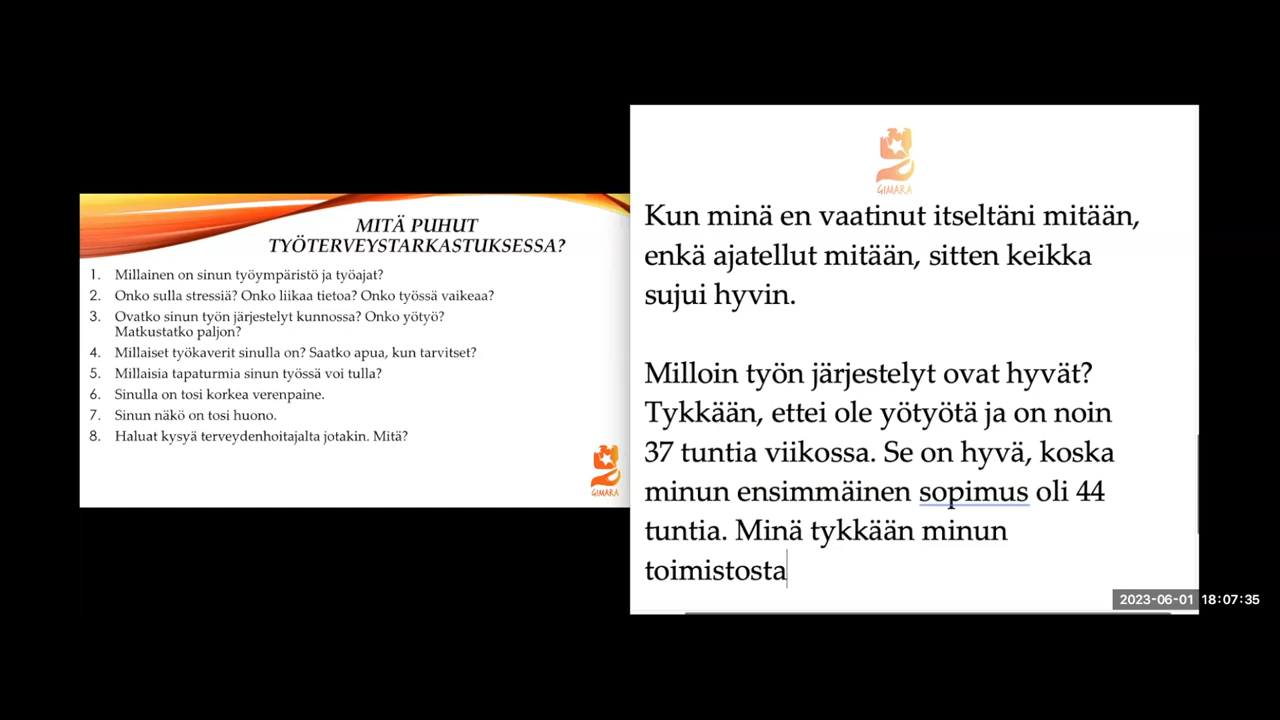 MITÄ PUHUT
TYÖTERVEYSTARKASTUKSESSA?
1. Millainen on sinun työympäristö ja työajat?
2. Onko sulla stressiä? Onko liikaa tietoa? Onko työssä vaikeaa?
3. Ovatko sinun työn järjestelyt kunnossa? Onko yötyö?
Matkustatko paljon?
4. Millaiset työkaverit sinulla on? Saatko apua, kun tarvitset?
5. Millaisia tapaturmia sinun työssä voi tulla?
6. Sinulla on tosi korkea verenpaine.
7. Sinun näkö on tosi huono.
8. Haluat kysyä terveydenhoitajalta jotakin. Mitä?
GIMARA
GIMARA
Kun minä en vaatinut itseltäni mitään,
enkä ajatellut mitään, sitten keikka
sujui hyvin.
Milloin työn järjestelyt ovat hyvät?
Tykkään, ettei ole yötyötä ja on noin
37 tuntia viikossa. Se on hyvä, koska
minun ensimmäinen sopimus oli 44
tuntia. Minä tykkään minun
toimistosta
2023-06-01 18:07:35